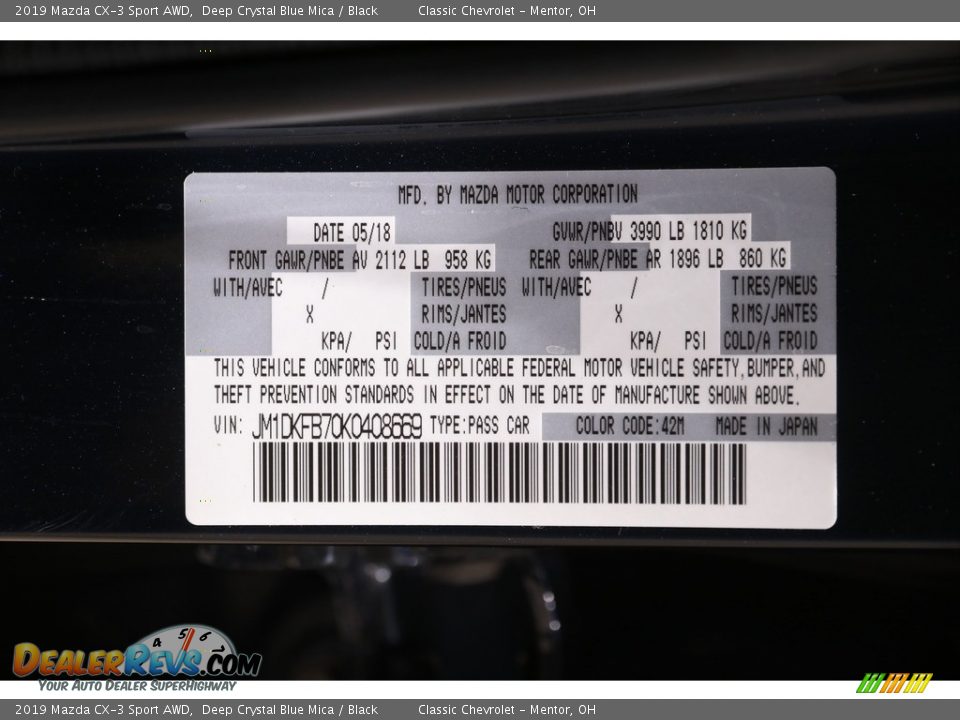 2019 Mazda CX-3 Sport AWD, Deep Crystal Blue Mica / Black Classic Chevrolet - Mentor, OH
MFD. BY MAZDA MOTOR CORPORATION
DATE 05/18 GVWR/PNBV 3990 LB 1810 KG
FRONT GAWR/PNBE AV 2112 LB 958 KG REAR GAWR/PNBE AR 1896 LB 860 KG
WITH/AVEC / TIRES/PNEUS WITH/AVEC / TIRES/PNEUS
X RIMS/JANTES X RIMS/JANTES
KPA/ PSI COLD/A FROID KPA/ PSI COLD/A FROID
THIS VEHICLE CONFORMS TO ALL APPLICABLE FEDERAL MOTOR VEHICLE SAFETY, BUMPER, AND
THEFT PREVENTION STANDARDS IN EFFECT ON THE DATE OF MANUFACTURE SHOWN ABOVE.
VIN: JM1DKFB70K0408669 TYPE:PASS CAR COLOR CODE:42M MADE IN JAPAN
4 5 6 7
DEALERREVS.COM
YOUR AUTO DEALER SUPERHIGHWAY
2019 Mazda CX-3 Sport AWD, Deep Crystal Blue Mica / Black Classic Chevrolet - Mentor, OH